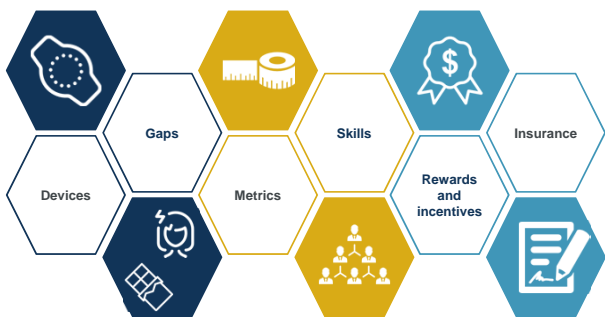 $
Gaps
Skills
Insurance
Devices
Metrics
Rewards
and
incentives